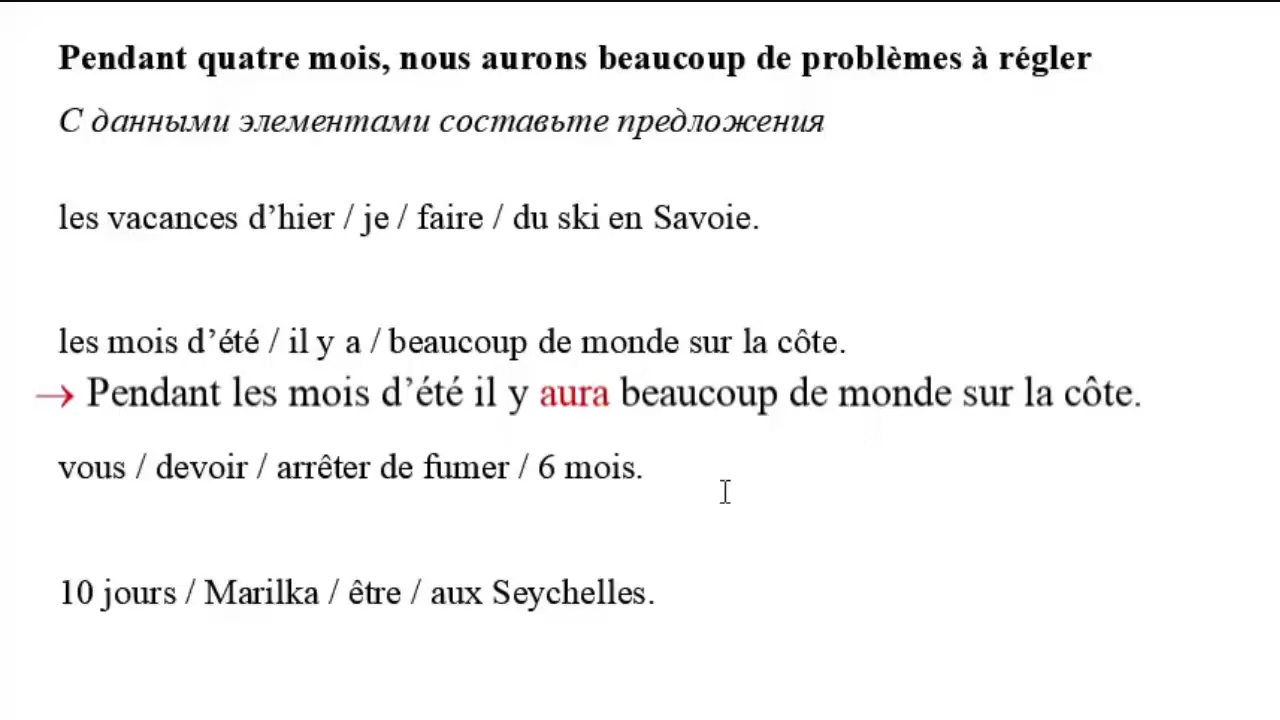 Pendant quatre mois, nous aurons beaucoup de problèmes à régler
С данными элементами составьте предложения
les vacances d’hier / je / faire / du ski en Savoie.
les mois d’été / il y a / beaucoup de monde sur la côte.
→ Pendant les mois d’été il y aura beaucoup de monde sur la côte.
vous / devoir / arrêter de fumer / 6 mois.
10 jours / Marilka / être / aux Seychelles.